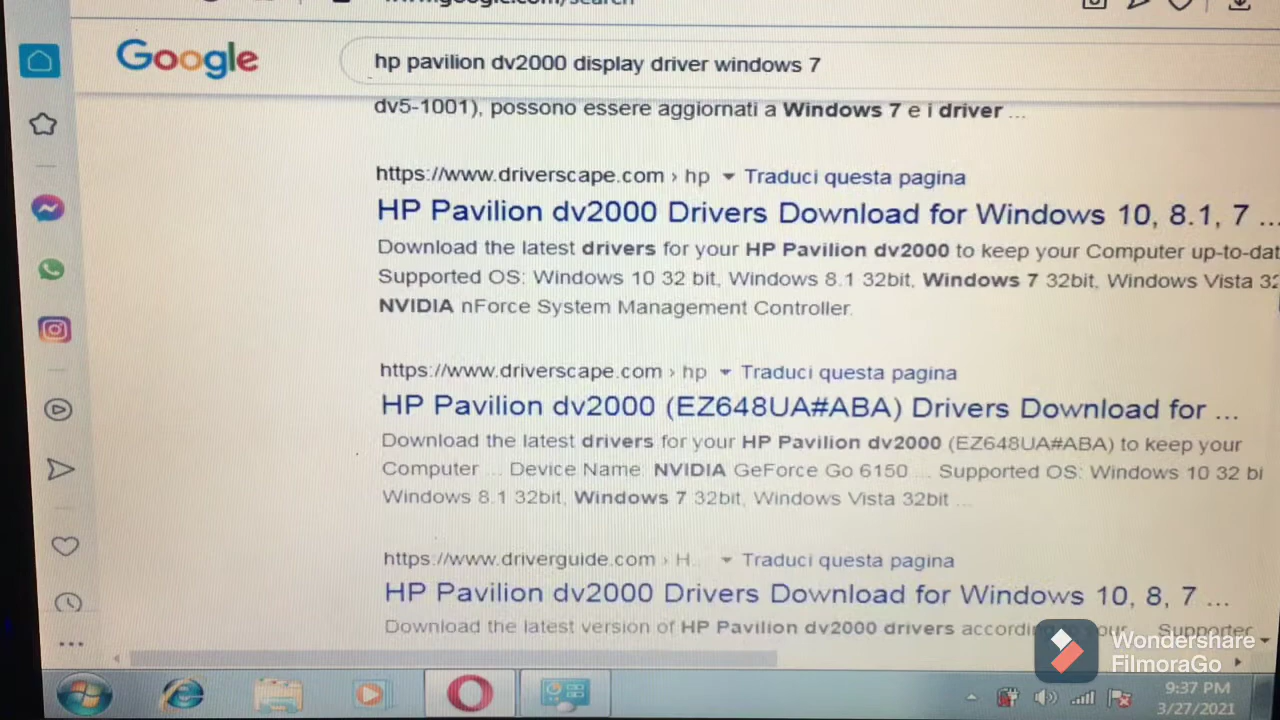 Google
hp pavilion dv2000 display driver windows 7
dv5-1001), possono essere aggiornati a Windows 7 e i driver ...
https://www.driverscape.com › hp Traduci questa pagina
HP Pavilion dv2000 Drivers Download for Windows 10, 8.1, 7 ...
Download the latest drivers for your HP Pavilion dv2000 to keep your Computer up-to-dat
Supported OS: Windows 10 32 bit, Windows 8.1 32bit, Windows 7 32bit, Windows Vista 32
NVIDIA nForce System Management Controller.
https://www.driverscape.com › hp Traduci questa pagina
HP Pavilion dv2000 (EZ648UA#ABA) Drivers Download for ...
Download the latest drivers for your HP Pavilion dv2000 (EZ648UA#ABA) to keep your
Computer ... Device Name: NVIDIA GeForce Go 6150 ... Supported OS: Windows 10 32 bi
Windows 8.1 32bit, Windows 7 32bit, Windows Vista 32bit ...
https://www.driverguide.com › H... Traduci questa pagina
HP Pavilion dv2000 Drivers Download for Windows 10, 8, 7 ...
Download the latest version of HP Pavilion dv2000 drivers
Wondershare
FilmoraGo
9:37 PM
3/27/2021